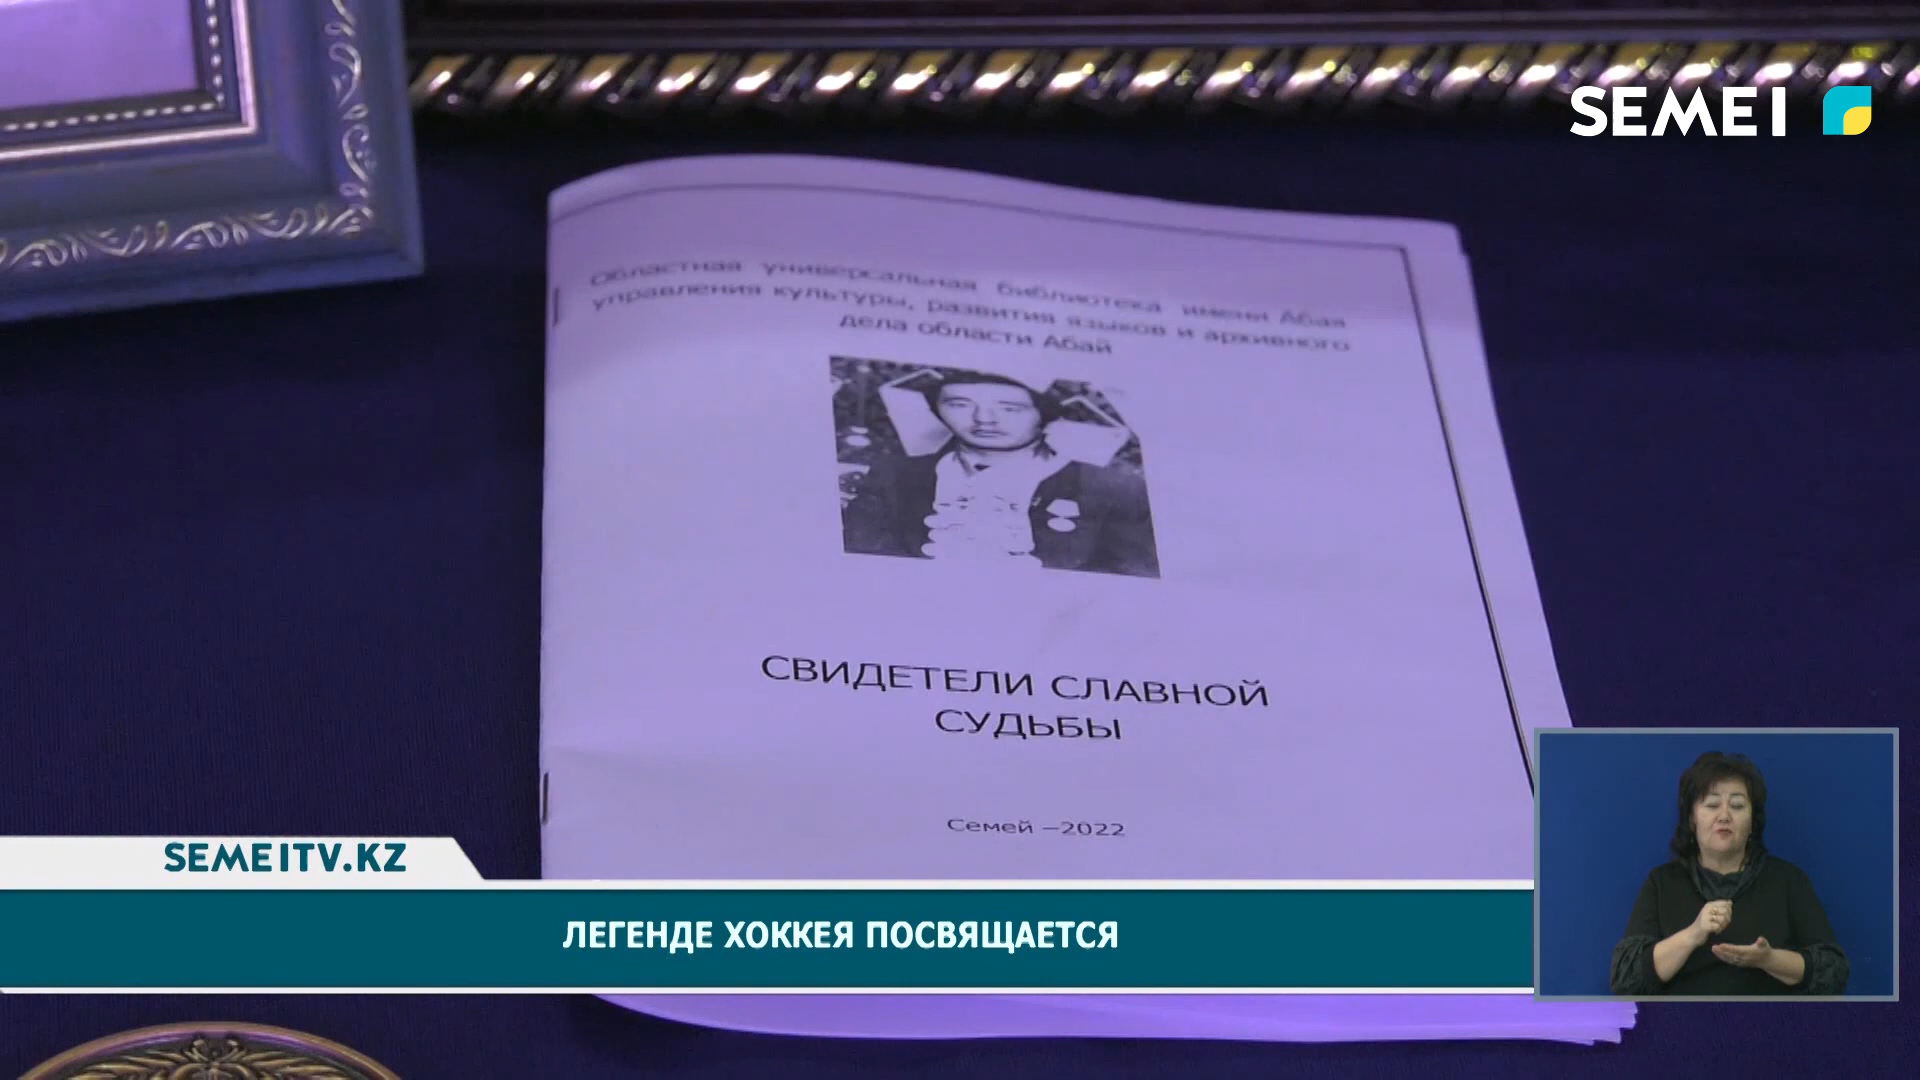 SEMEI
Областная универсальная библиотека имени Абая
управления культуры, развития языков и архивного
дела области Абай
СВИДЕТЕЛИ СЛАВНОЙ
СУДЬБЫ
Семей –2022
SEMEITV.KZ
ЛЕГЕНДЕ ХОККЕЯ ПОСВЯЩАЕТСЯ